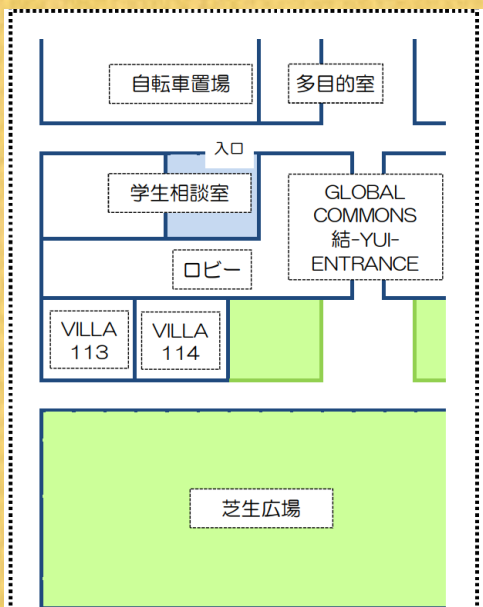 自転車置場
多目的室
入口
学生相談室
GLOBAL
COMMONS
結-YUI-
ENTRANCE
ロビー
VILLA
113
VILLA
114
芝生広場